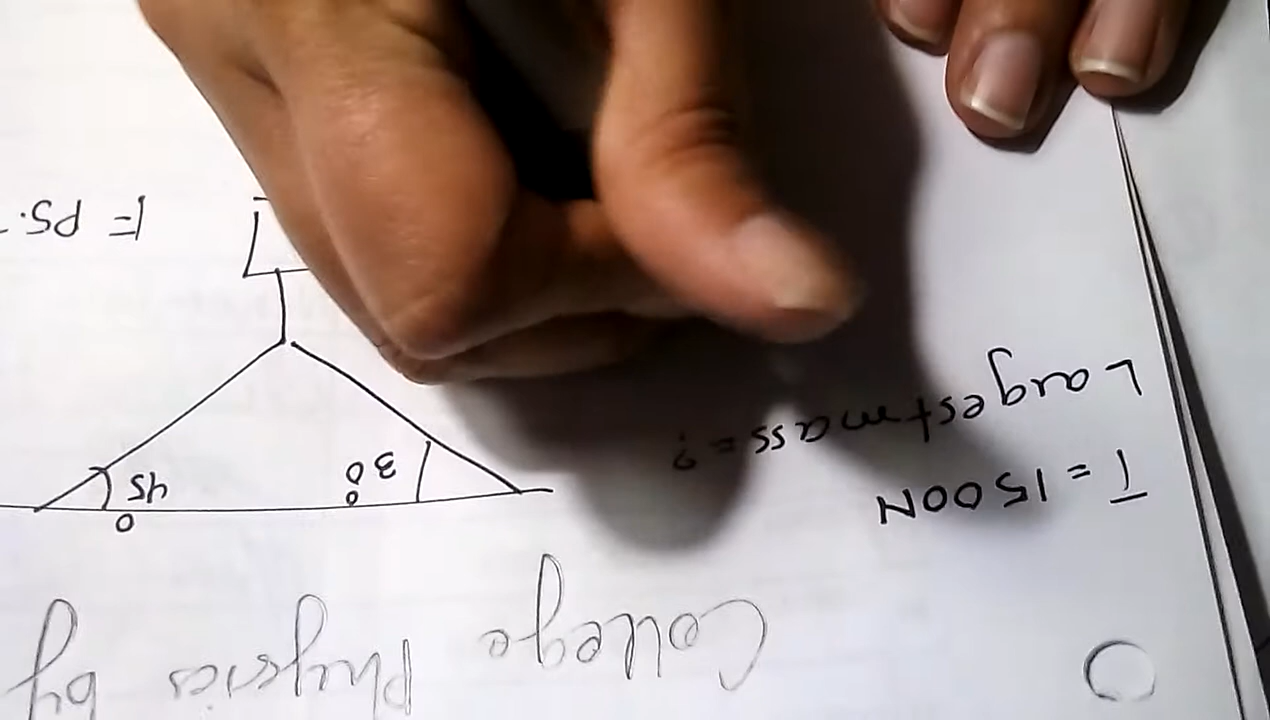 College Physics by
T = 1500N
Largest mass = ?
30°
45°